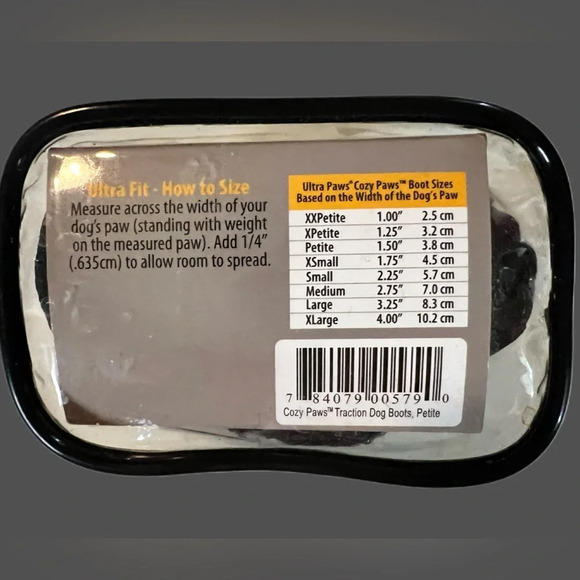 Ultra Fit - How to Size
Measure across the width of your
dog's paw (standing with weight
on the measured paw). Add 1/4"
(.635cm) to allow room to spread.
Ultra Paws® Cozy Paws™ Boot Sizes
Based on the Width of the Dog's Paw
XXPetite 1.00" 2.5 cm
XPetite 1.25" 3.2 cm
Petite 1.50" 3.8 cm
XSmall 1.75" 4.5 cm
Small 2.25" 5.7 cm
Medium 2.75" 7.0 cm
Large 3.25" 8.3 cm
XLarge 4.00" 10.2 cm
7 84079 00579 0
Cozy Paws™ Traction Dog Boots, Petite